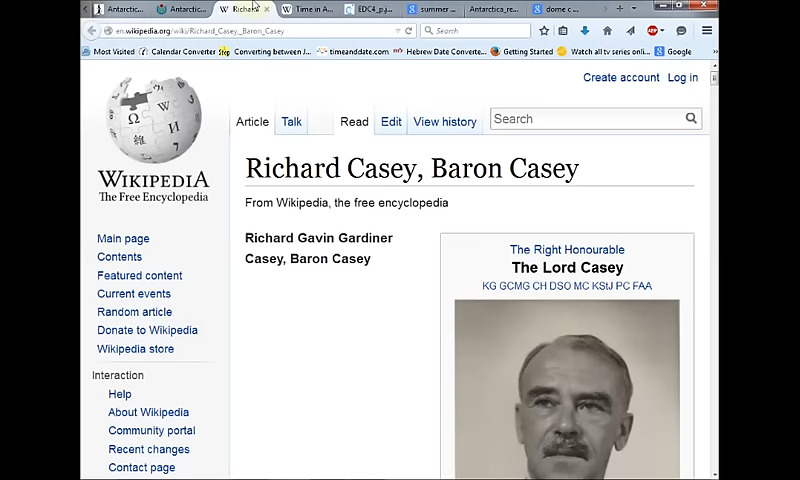 Antarctic...
Antarctic...
Richar
Time in A...
summer ...
Antarctica_re...
dome c ...
en.wikipedia.org/wiki/Richard_Casey,_Baron_Casey
Search
Most Visited
Calendar Converter
Converting between J...
timeanddate.com
Hebrew Date Converte...
Getting Started
Watch all tv series onli...
Google
Create account Log in
Article Talk Read Edit View history Search
Richard Casey, Baron Casey
WIKIPEDIA
The Free Encyclopedia
From Wikipedia, the free encyclopedia
Main page
Contents
Featured content
Current events
Random article
Donate to Wikipedia
Wikipedia store
Interaction
Help
About Wikipedia
Community portal
Recent changes
Contact page
Richard Gavin Gardiner
Casey, Baron Casey
The Right Honourable
The Lord Casey
KG GCMG CH DSO MC KStJ PC FAA